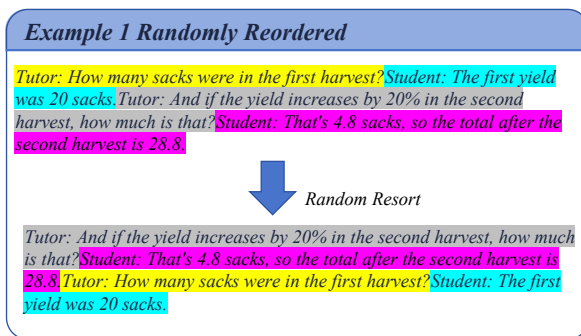 Example 1 Randomly Reordered
Tutor: How many sacks were in the first harvest?Student: The first yield
was 20 sacks.Tutor: And if the yield increases by 20% in the second
harvest, how much is that?Student: That's 4.8 sacks, so the total after the
second harvest is 28.8.
Random Resort
Tutor: And if the yield increases by 20% in the second harvest, how much
is that?Student: That's 4.8 sacks, so the total after the second harvest is
28.8.Tutor: How many sacks were in the first harvest?Student: The first
yield was 20 sacks.